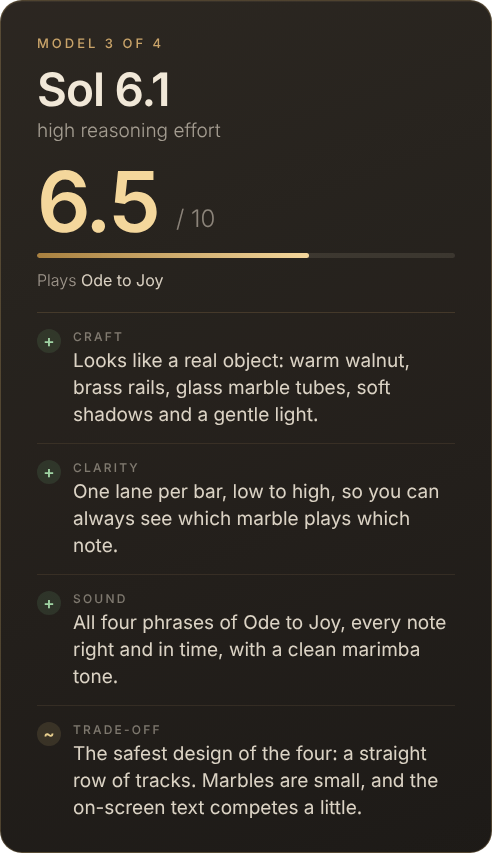 MODEL 3 OF 4
Sol 6.1
high reasoning effort
6.5 / 10
Plays Ode to Joy
+ CRAFT
Looks like a real object: warm walnut,
brass rails, glass marble tubes, soft
shadows and a gentle light.
+ CLARITY
One lane per bar, low to high, so you can
always see which marble plays which
note.
+ SOUND
All four phrases of Ode to Joy, every note
right and in time, with a clean marimba
tone.
~ TRADE-OFF
The safest design of the four: a straight
row of tracks. Marbles are small, and the
on-screen text competes a little.